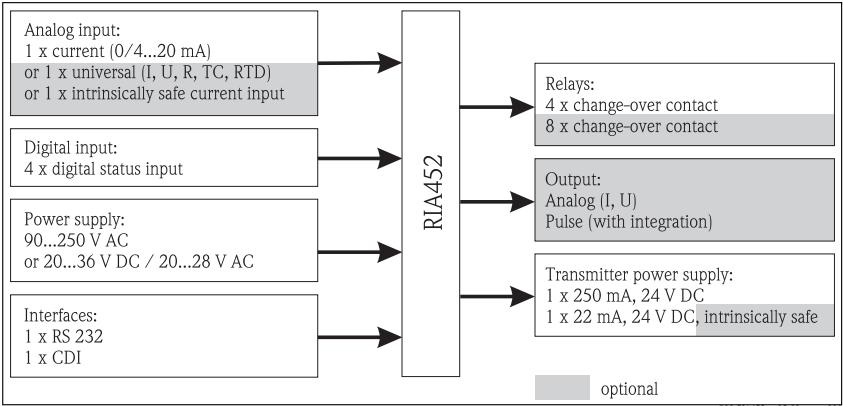 Analog input:
1 x current (0/4...20 mA)
or 1 x universal (I, U, R, TC, RTD)
or 1 x intrinsically safe current input
Digital input:
4 x digital status input
Power supply:
90...250 V AC
or 20...36 V DC / 20...28 V AC
Interfaces:
1 x RS 232
1 x CDI
RIA452
Relays:
4 x change-over contact
8 x change-over contact
Output:
Analog (I, U)
Pulse (with integration)
Transmitter power supply:
1 x 250 mA, 24 V DC
1 x 22 mA, 24 V DC, intrinsically safe
optional